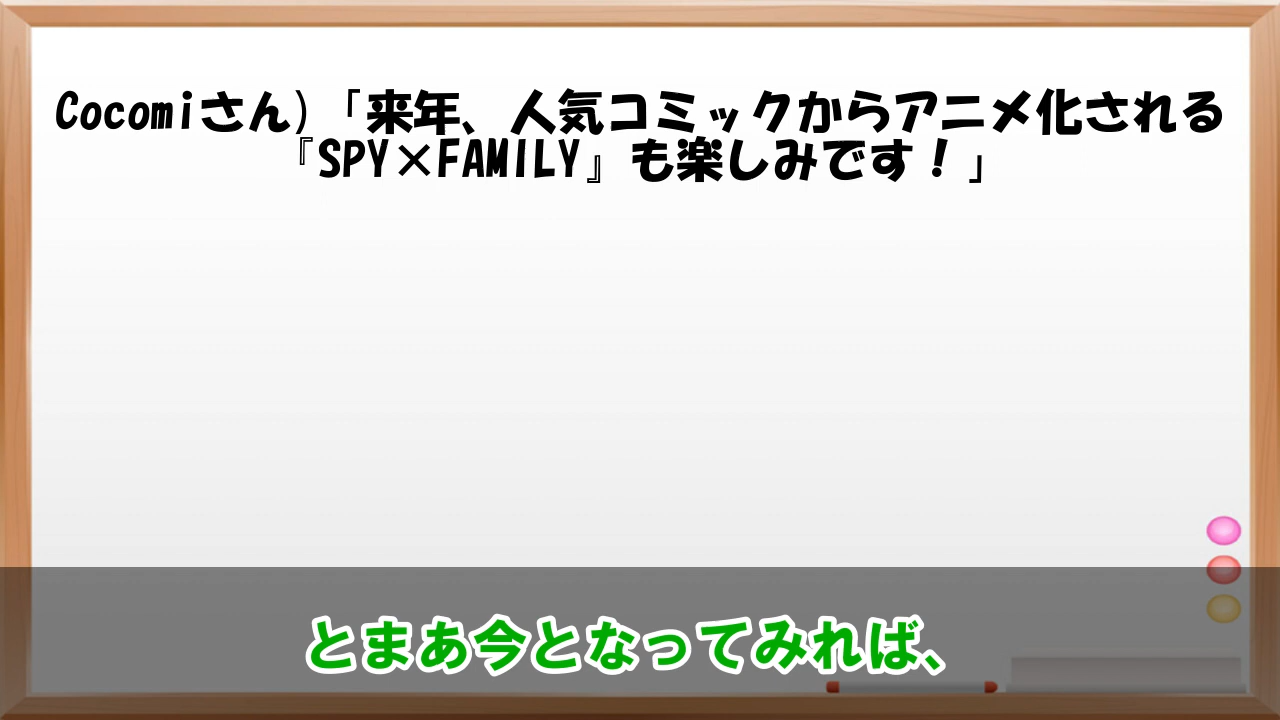 Cocomiさん)「来年、人気コミックからアニメ化される
『SPY×FAMILY』も楽しみです！」
とまあ今となってみれば、